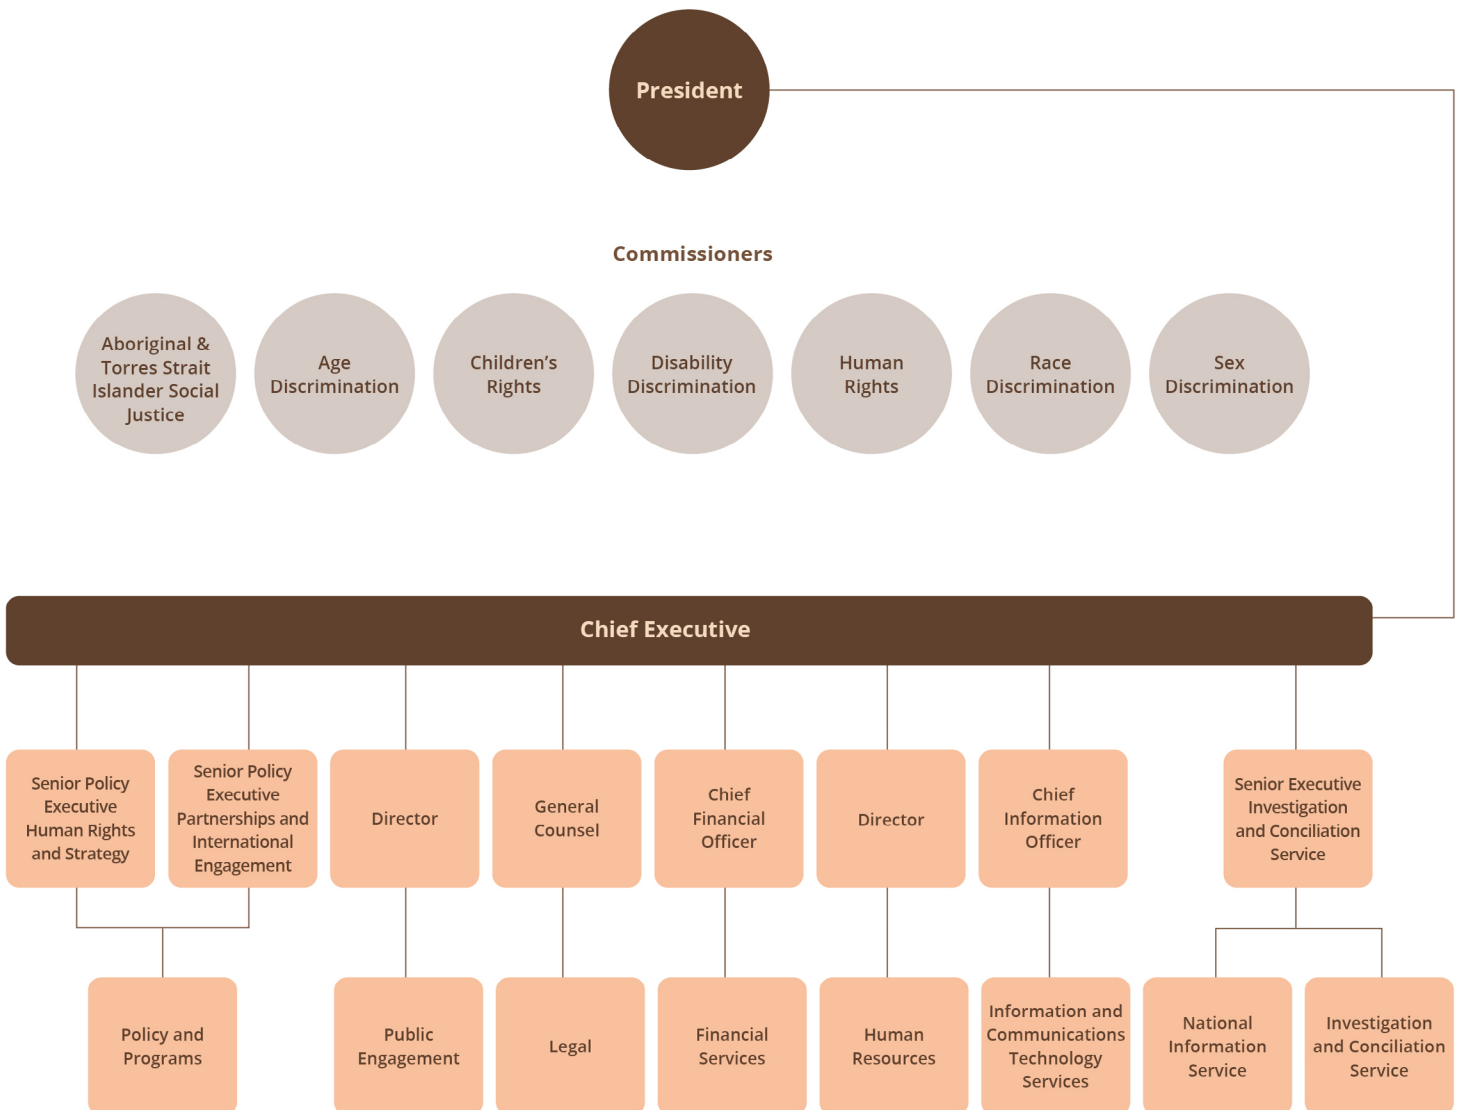 President
Commissioners
Aboriginal &
Torres Strait
Islander Social
Justice
Age
Discrimination
Children’s
Rights
Disability
Discrimination
Human
Rights
Race
Discrimination
Sex
Discrimination
Chief Executive
Senior Policy
Executive
Human Rights
and Strategy
Senior Policy
Executive
Partnerships and
International
Engagement
Director
General
Counsel
Chief
Financial
Officer
Director
Chief
Information
Officer
Senior Executive
Investigation
and Conciliation
Service
Policy and
Programs
Public
Engagement
Legal
Financial
Services
Human
Resources
Information and
Communications
Technology
Services
National
Information
Service
Investigation
and Conciliation
Service